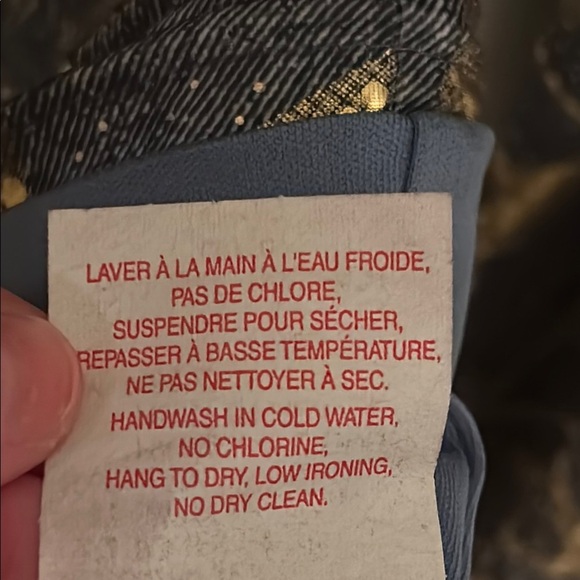 LAVER À LA MAIN À L'EAU FROIDE,
PAS DE CHLORE,
SUSPENDRE POUR SÉCHER,
REPASSER À BASSE TEMPÉRATURE,
NE PAS NETTOYER À SEC.
HANDWASH IN COLD WATER,
NO CHLORINE,
HANG TO DRY, LOW IRONING,
NO DRY CLEAN.